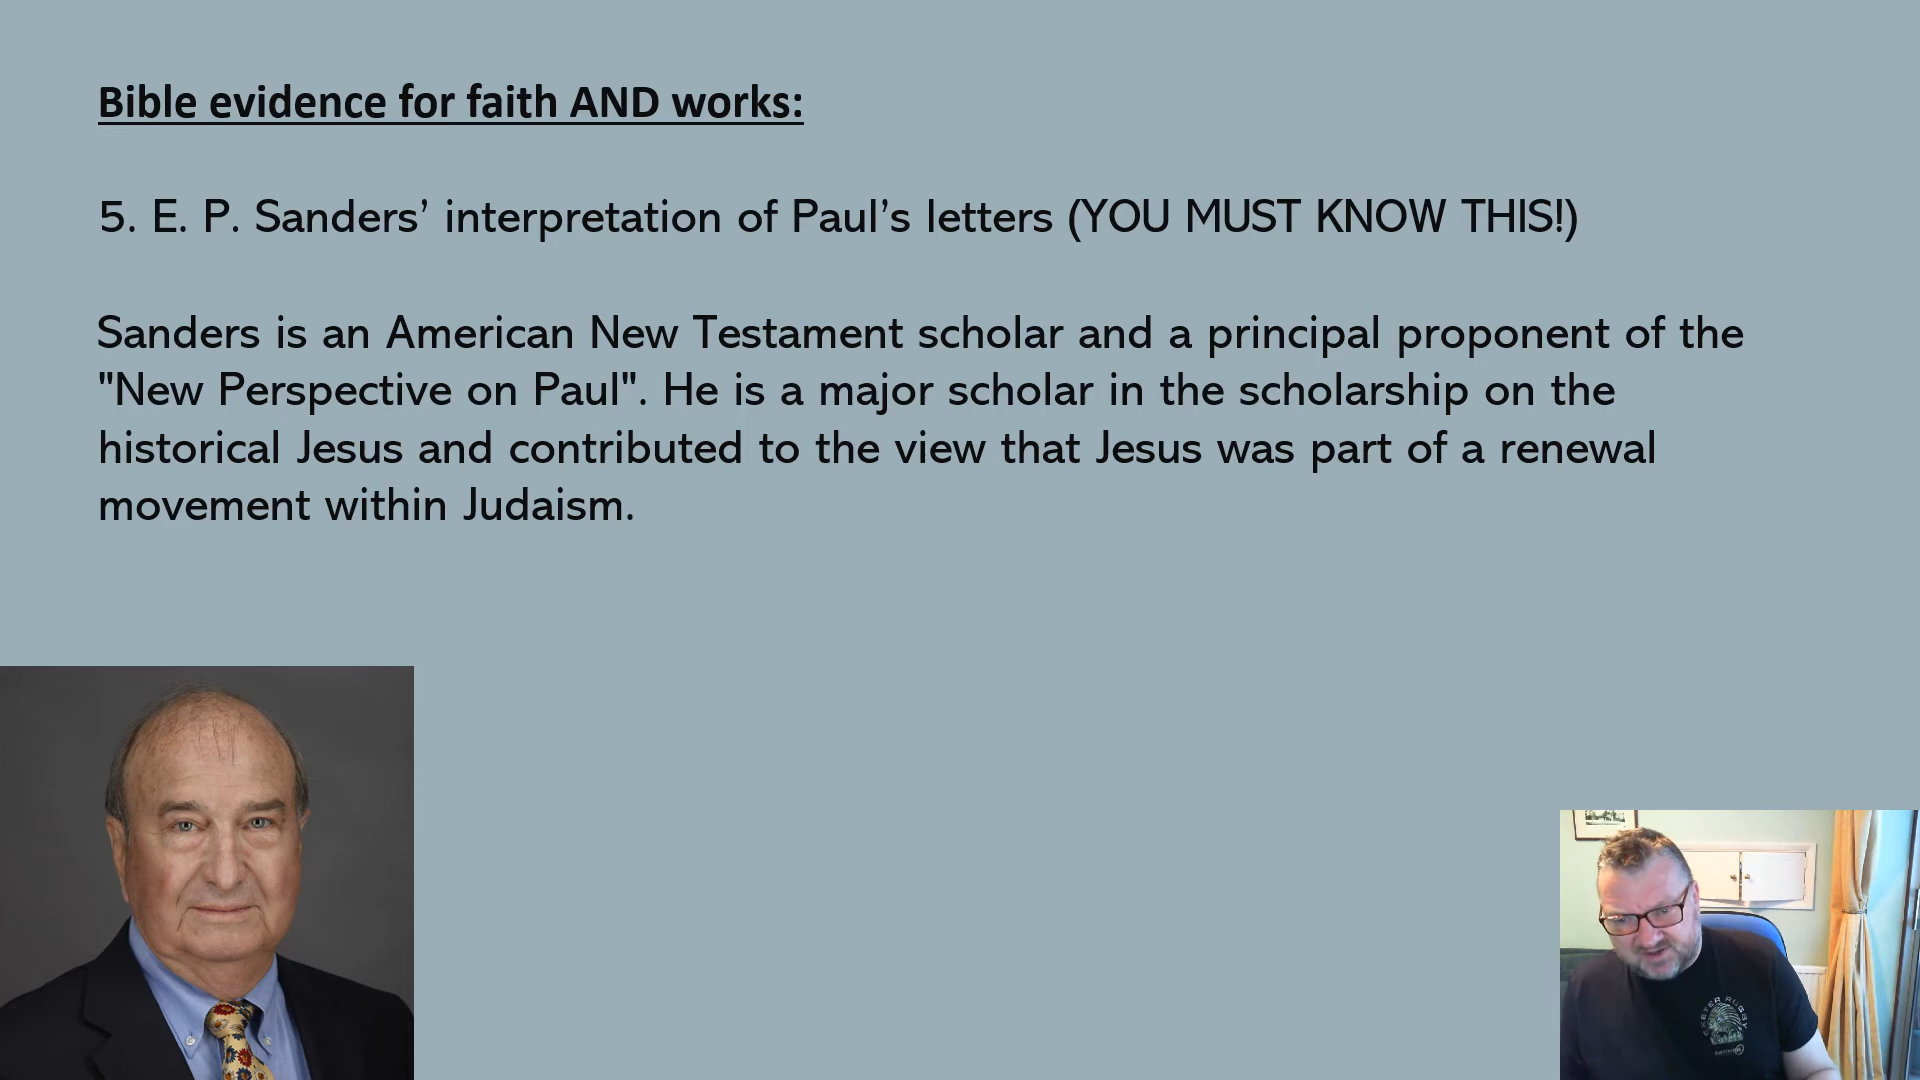 Bible evidence for faith AND works:
5. E. P. Sanders’ interpretation of Paul’s letters (YOU MUST KNOW THIS!)
Sanders is an American New Testament scholar and a principal proponent of the
"New Perspective on Paul". He is a major scholar in the scholarship on the
historical Jesus and contributed to the view that Jesus was part of a renewal
movement within Judaism.
EXETER RUGBY